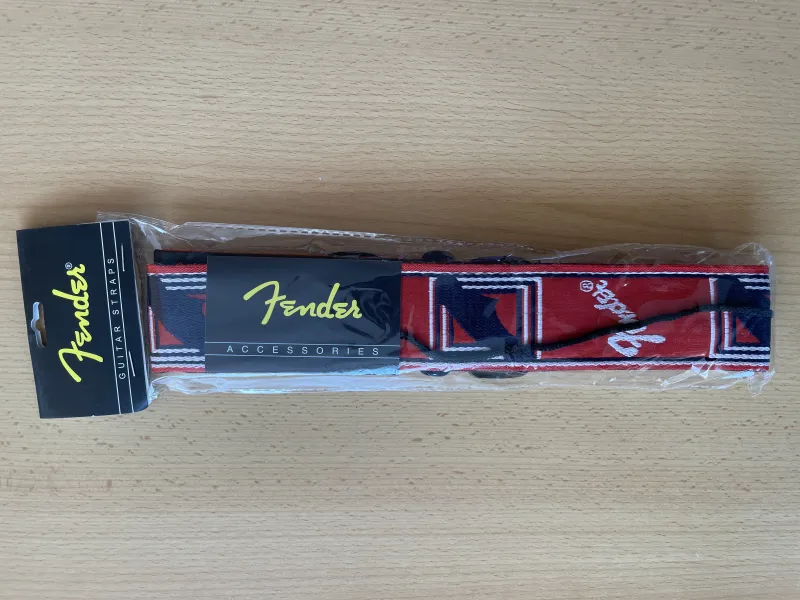 Fender®
GUITAR STRAPS
Fender
ACCESSORIES
Fender®